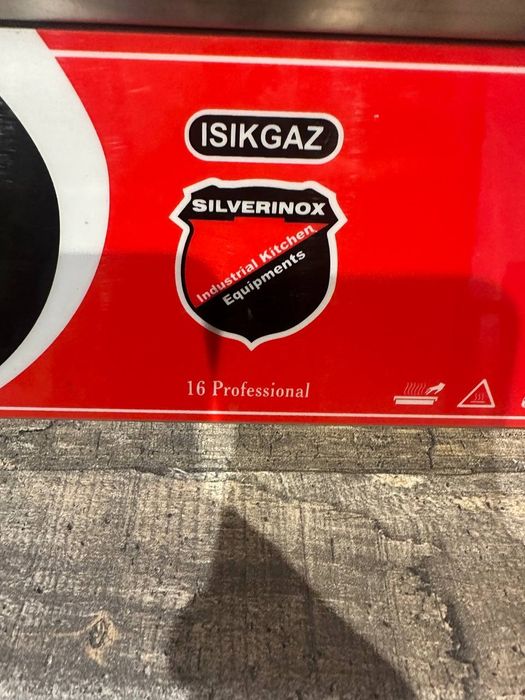 ISIKGAZ
SILVERINOX
Industrial Kitchen
Equipments
16 Professional